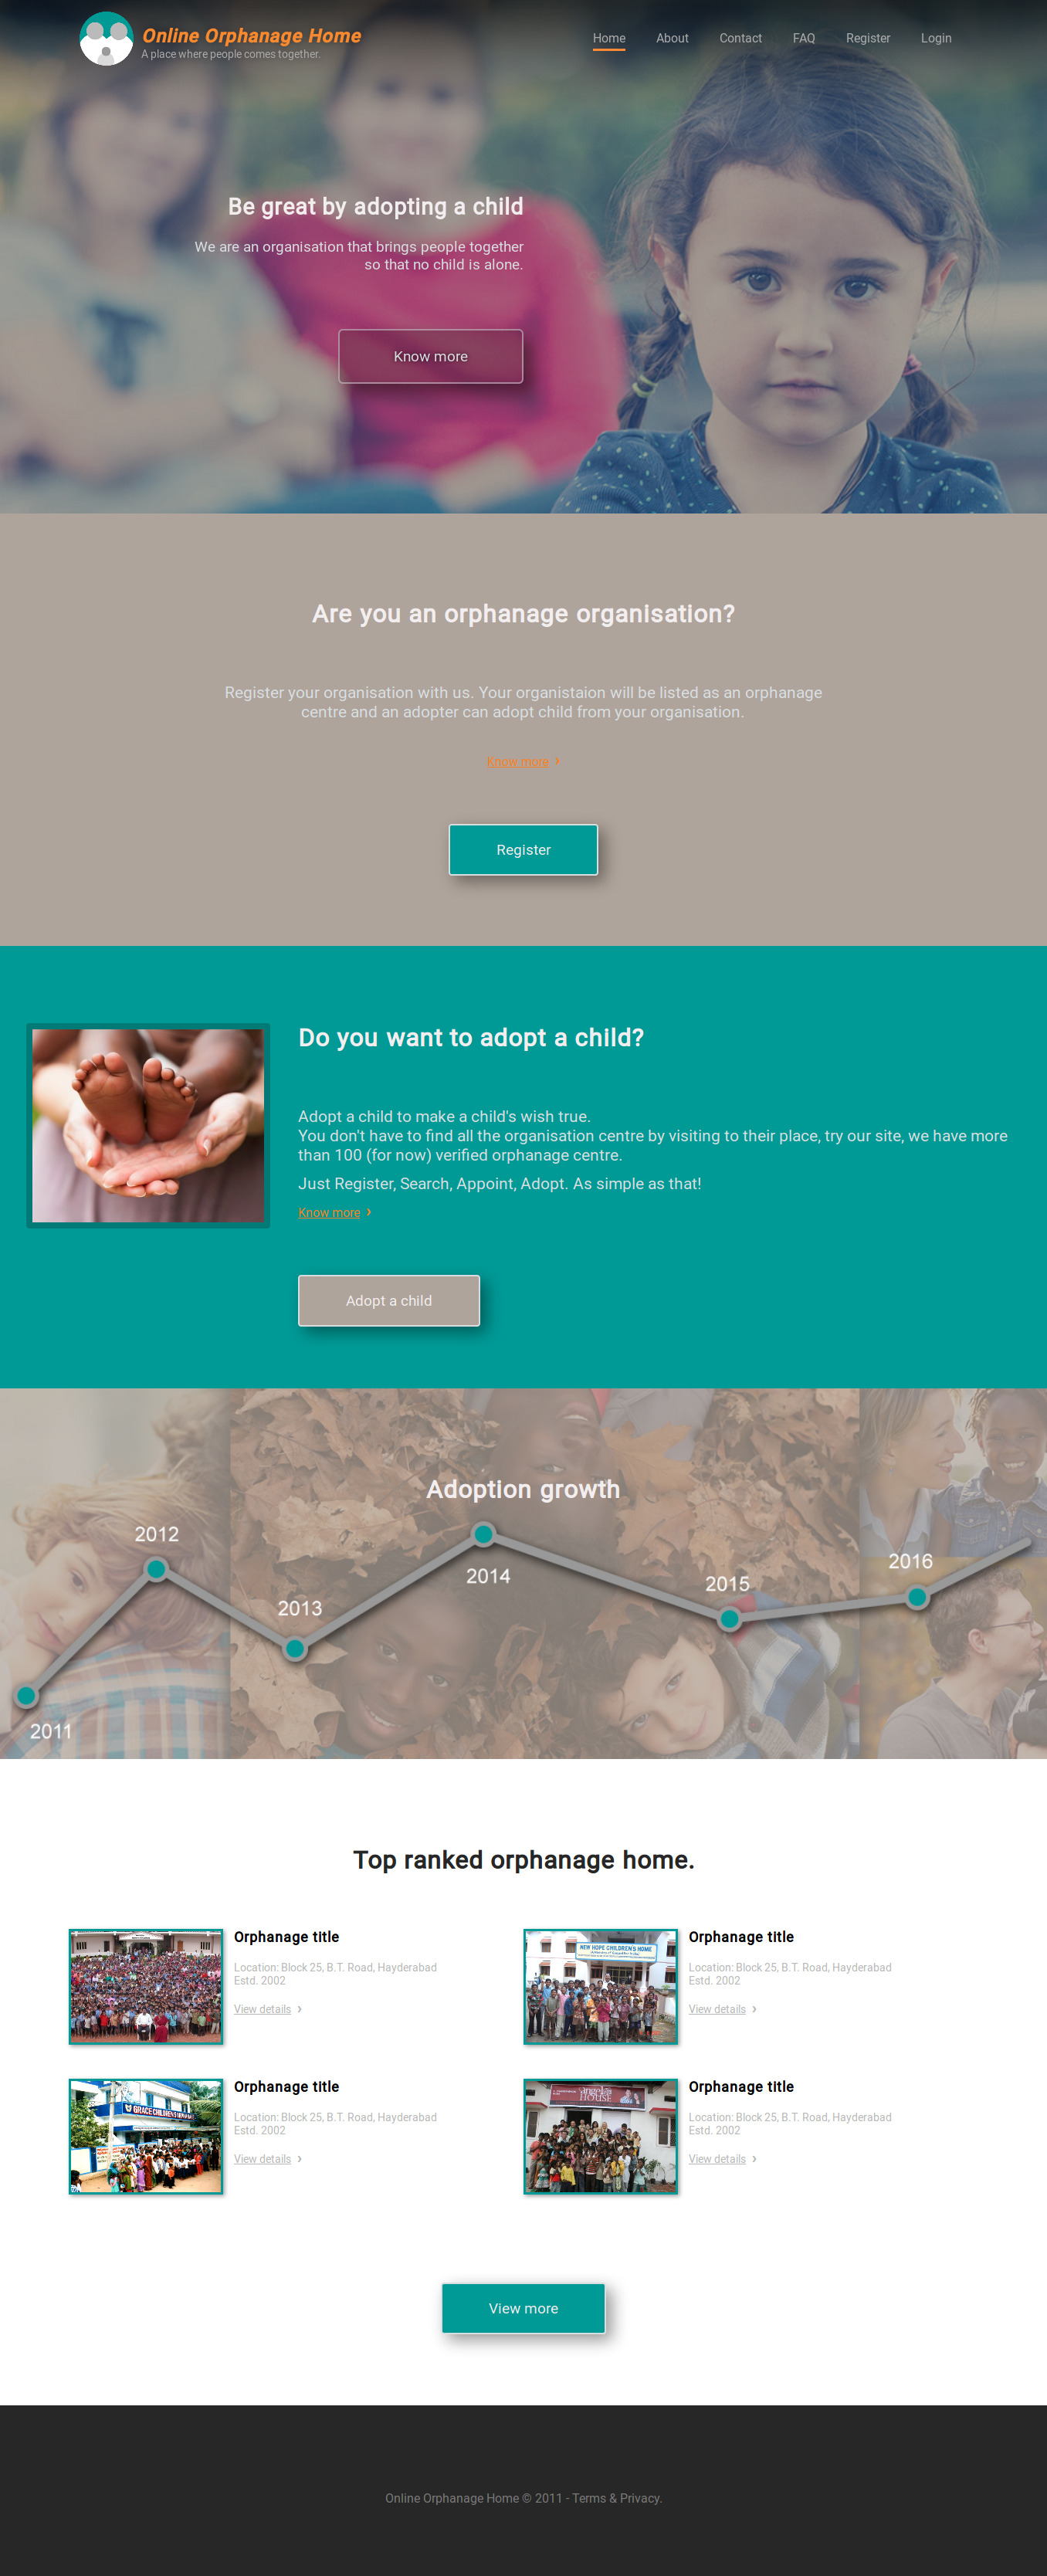 Online Orphanage Home
A place where people comes together.
Home About Contact FAQ Register Login
Be great by adopting a child
We are an organisation that brings people together
so that no child is alone.
Know more
Are you an orphanage organisation?
Register your organisation with us. Your organistaion will be listed as an orphanage
centre and an adopter can adopt child from your organisation.
Know more ›
Register
Do you want to adopt a child?
Adopt a child to make a child's wish true.
You don't have to find all the organisation centre by visiting to their place, try our site, we have more
than 100 (for now) verified orphanage centre.
Just Register, Search, Appoint, Adopt. As simple as that!
Know more ›
Adopt a child
Adoption growth
2011
2012
2013
2014
2015
2016
Top ranked orphanage home.
Orphanage title
Location: Block 25, B.T. Road, Hayderabad
Estd. 2002
View details ›
NEW HOPE CHILDREN'S HOME
Orphanage title
Location: Block 25, B.T. Road, Hayderabad
Estd. 2002
View details ›
GRACE CHILDREN'S
Orphanage title
Location: Block 25, B.T. Road, Hayderabad
Estd. 2002
View details ›
Angel's
HOUSE
Orphanage title
Location: Block 25, B.T. Road, Hayderabad
Estd. 2002
View details ›
View more
Online Orphanage Home © 2011 - Terms & Privacy.